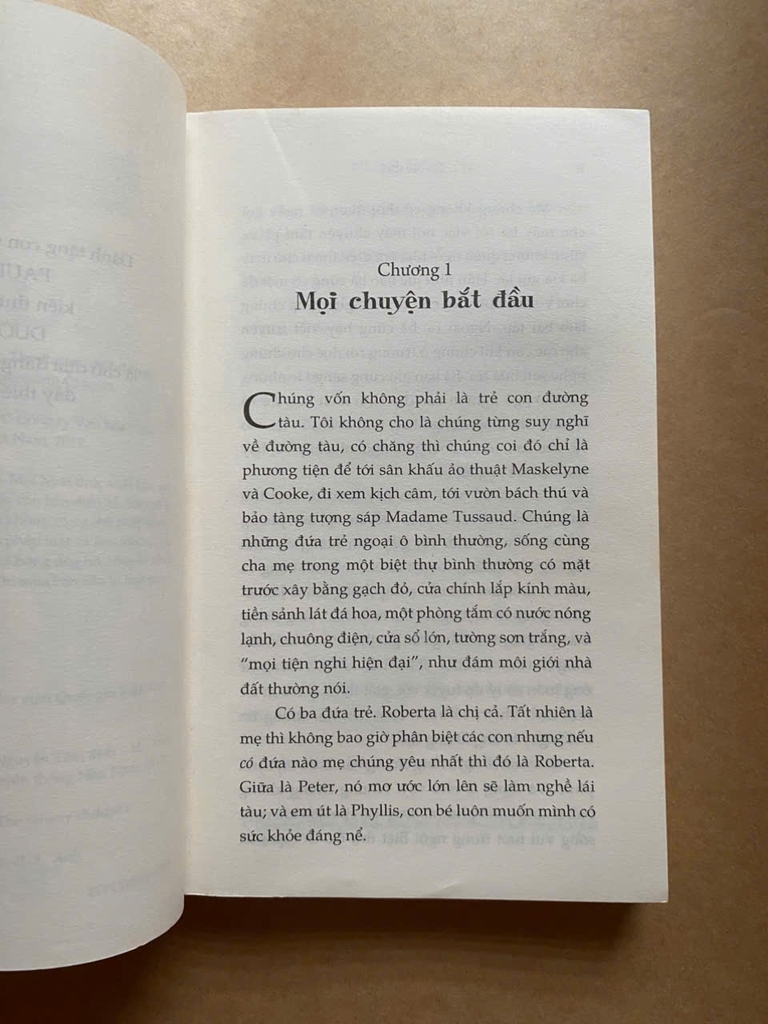 Chương 1
Mọi chuyện bắt đầu
Chúng vốn không phải là trẻ con đường
tàu. Tôi không cho là chúng từng suy nghĩ
về đường tàu, có chăng thì chúng coi đó chỉ là
phương tiện để tới sân khấu ảo thuật Maskelyne
và Cooke, đi xem kịch câm, tới vườn bách thú và
bảo tàng tượng sáp Madame Tussaud. Chúng là
những đứa trẻ ngoại ô bình thường, sống cùng
cha mẹ trong một biệt thự bình thường có mặt
trước xây bằng gạch đỏ, cửa chính lắp kính màu,
tiền sảnh lát đá hoa, một phòng tắm có nước nóng
lạnh, chuông điện, cửa sổ lớn, tường sơn trắng, và
“mọi tiện nghi hiện đại”, như đám môi giới nhà
đất thường nói.
Có ba đứa trẻ. Roberta là chị cả. Tất nhiên là
mẹ thì không bao giờ phân biệt các con nhưng nếu
có đứa nào mẹ chúng yêu nhất thì đó là Roberta.
Giữa là Peter, nó mơ ước lớn lên sẽ làm nghề lái
tàu; và em út là Phyllis, con bé luôn muốn mình có
sức khỏe đáng nể.